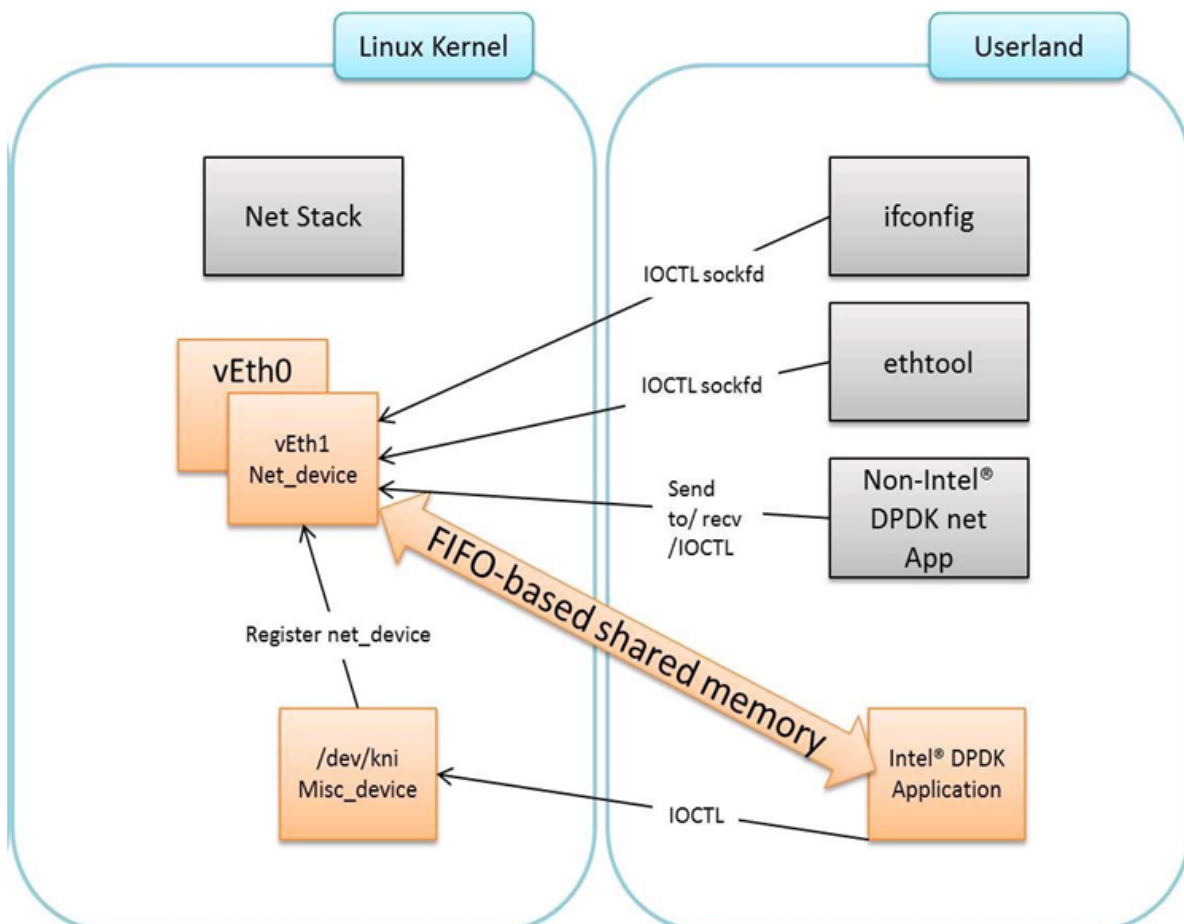 Linux Kernel
Userland
Net Stack
ifconfig
IOCTL sockfd
vEth0
ethtool
IOCTL sockfd
vEth1
Net_device
Non-Intel®
DPDK net
App
Send
to/ recv
/IOCTL
FIFO-based shared memory
Register net_device
/dev/kni
Misc_device
Intel® DPDK
Application
IOCTL